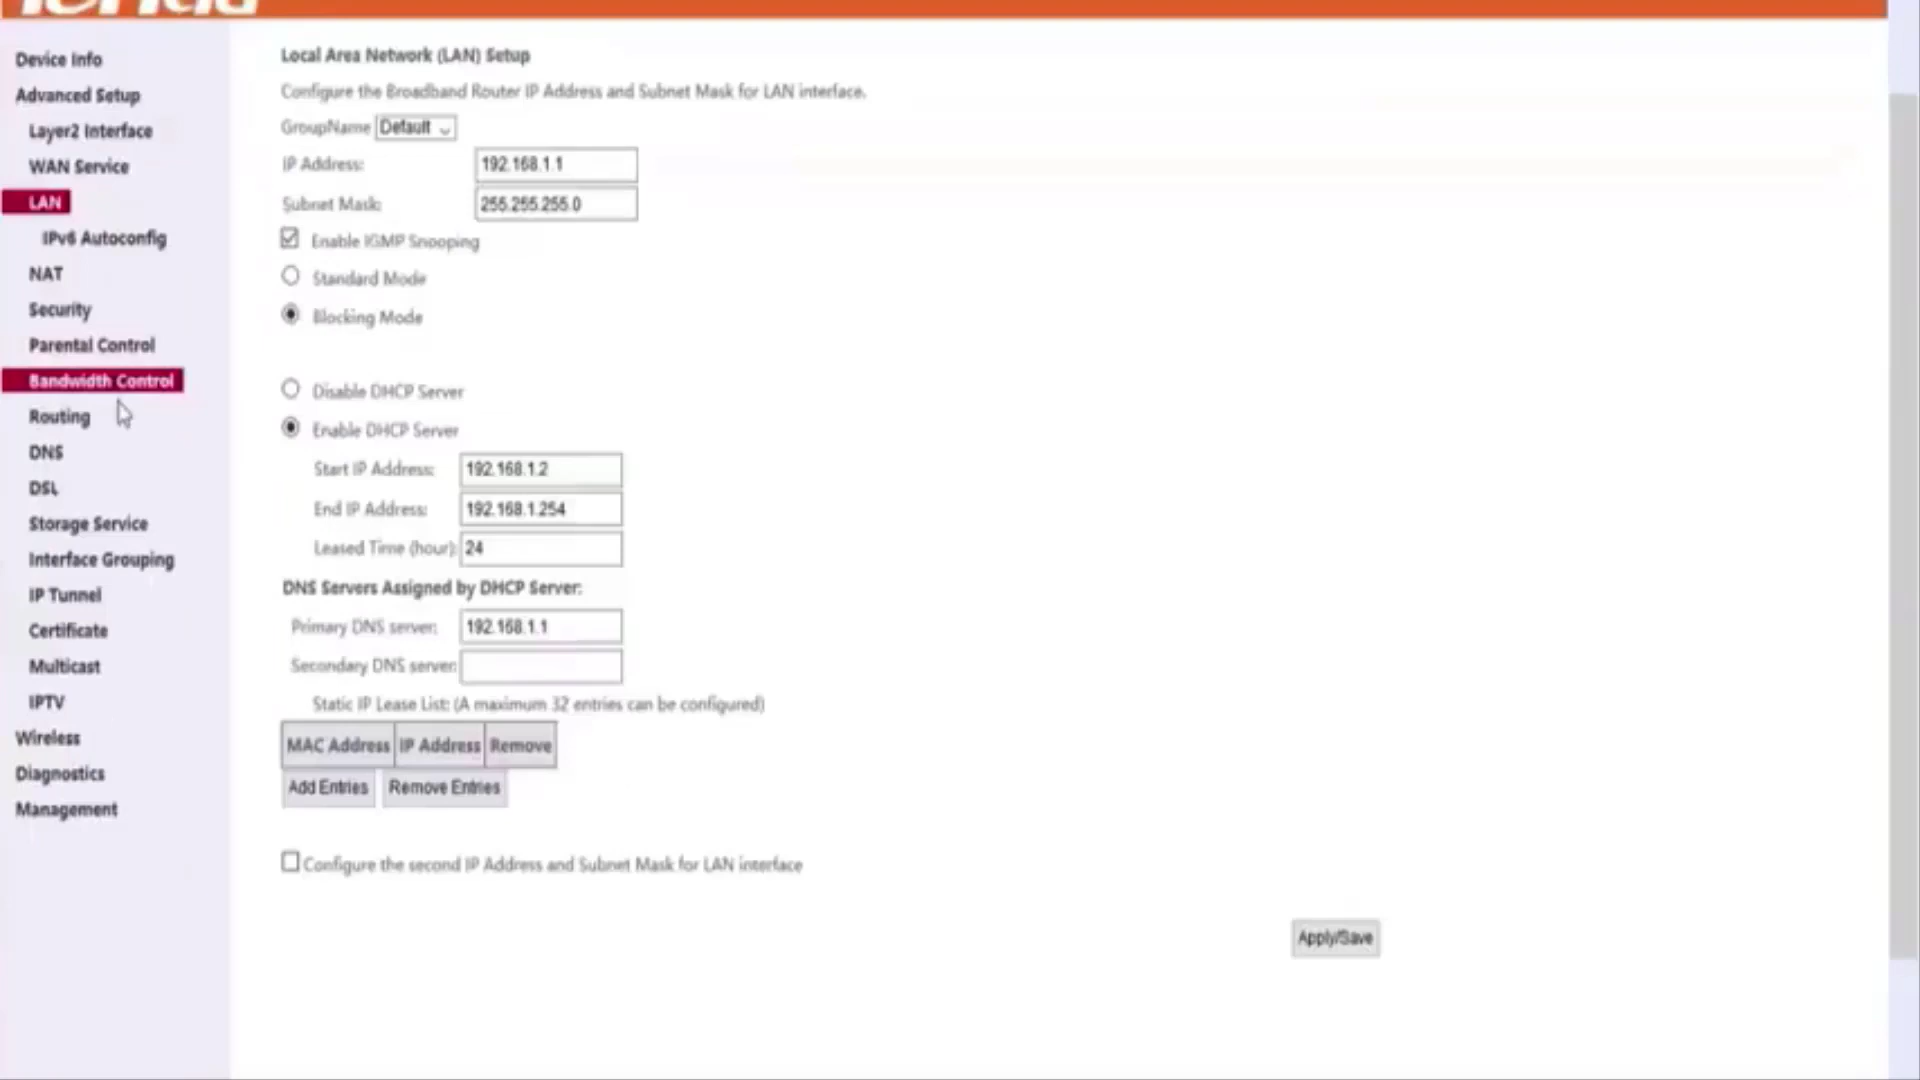 Device Info
Advanced Setup
Layer2 Interface
WAN Service
LAN
IPv6 Autoconfig
NAT
Security
Parental Control
Bandwidth Control
Routing
DNS
DSL
Storage Service
Interface Grouping
IP Tunnel
Certificate
Multicast
IPTV
Wireless
Diagnostics
Management
Local Area Network (LAN) Setup
Configure the Broadband Router IP Address and Subnet Mask for LAN interface.
GroupName Default
IP Address: 192.168.1.1
Subnet Mask: 255.255.255.0
Enable IGMP Snooping
Standard Mode
Blocking Mode
Disable DHCP Server
Enable DHCP Server
Start IP Address: 192.168.1.2
End IP Address: 192.168.1.254
Leased Time (hour): 24
DNS Servers Assigned by DHCP Server:
Primary DNS server: 192.168.1.1
Secondary DNS server:
Static IP Lease List: (A maximum 32 entries can be configured)
MAC Address IP Address Remove
Add Entries Remove Entries
Configure the second IP Address and Subnet Mask for LAN interface
Apply/Save